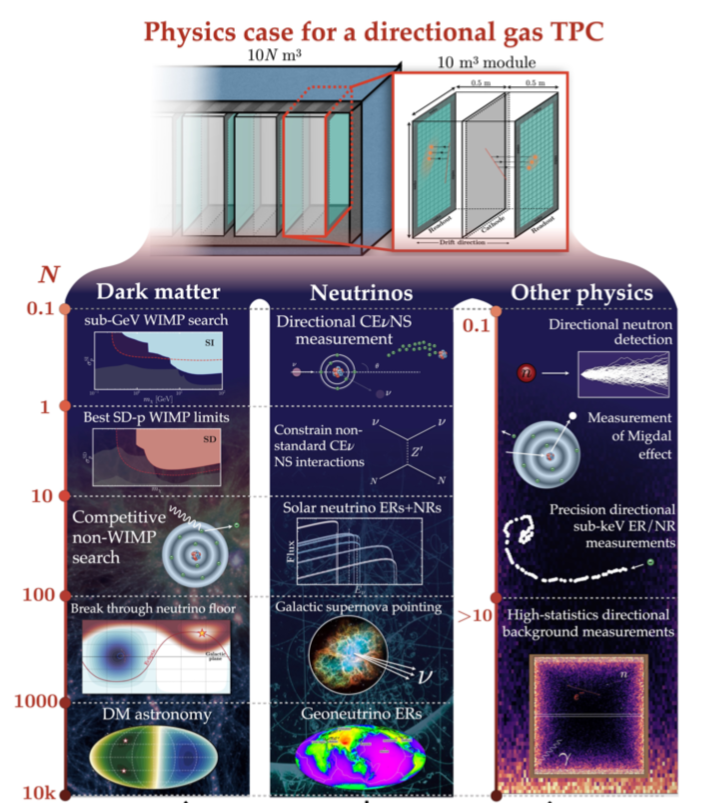 Physics case for a directional gas TPC
10N m³
10 m³ module
0.5 m
0.5 m
Readout
Cathode
Readout
Drift direction
N
Dark matter
Neutrinos
Other physics
0.1
0.1
sub-GeV WIMP search
SI
Directional CEνNS
measurement
ν
ν
Directional neutron
detection
n
1
Best SD-p WIMP limits
SD
Constrain non-
standard CEν
NS interactions
ν
ν
Z′
N
N
Measurement
of Migdal
effect
10
Competitive
non-WIMP
search
Solar neutrino ERs+NRs
Flux
Precision directional
sub-keV ER/NR
measurements
100
>10
Break through neutrino floor
Galactic
plane
Galactic supernova pointing
ν
High-statistics directional
background measurements
n
γ
1000
DM astronomy
Geoneutrino ERs
10k